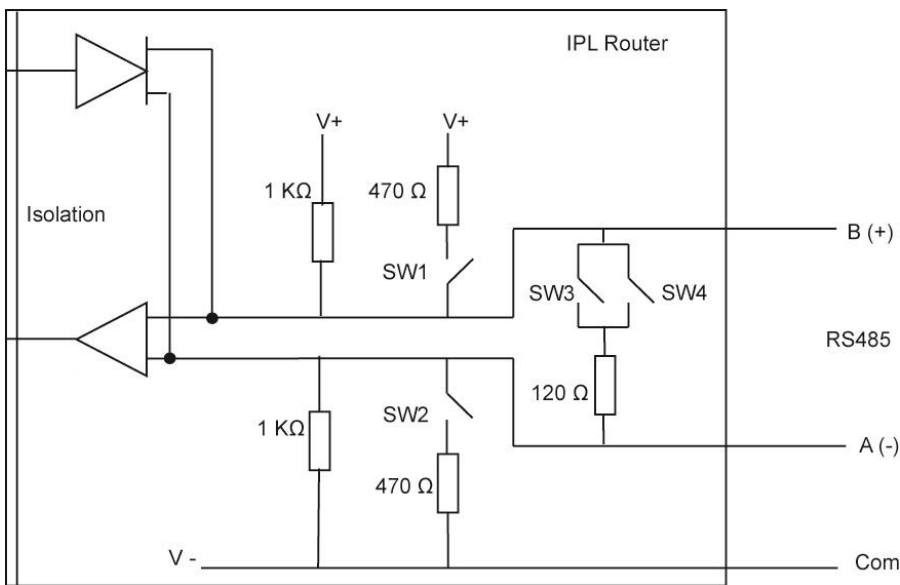 IPL Router
V+
V+
1 KΩ
470 Ω
Isolation
B (+)
SW1
SW3
SW4
RS485
120 Ω
SW2
1 KΩ
A (-)
470 Ω
V -
Com